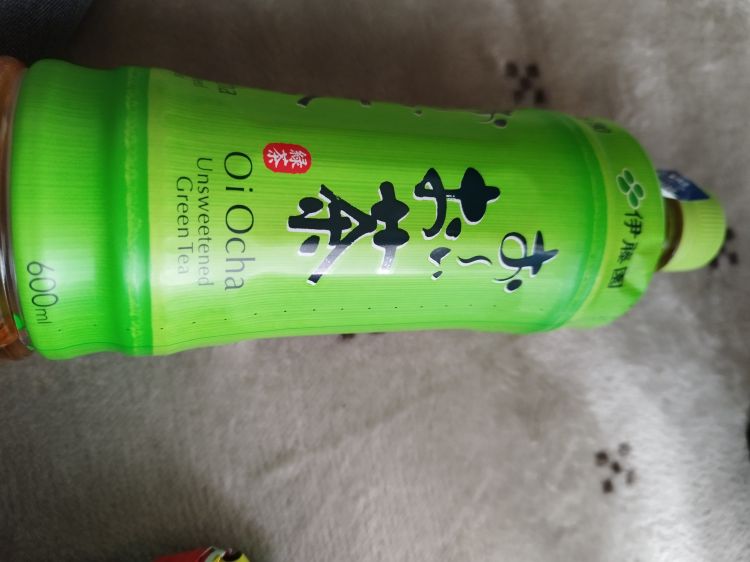 伊藤園
お〜い
お茶
緑茶
Oi Ocha
Unsweetened
Green Tea
600ml